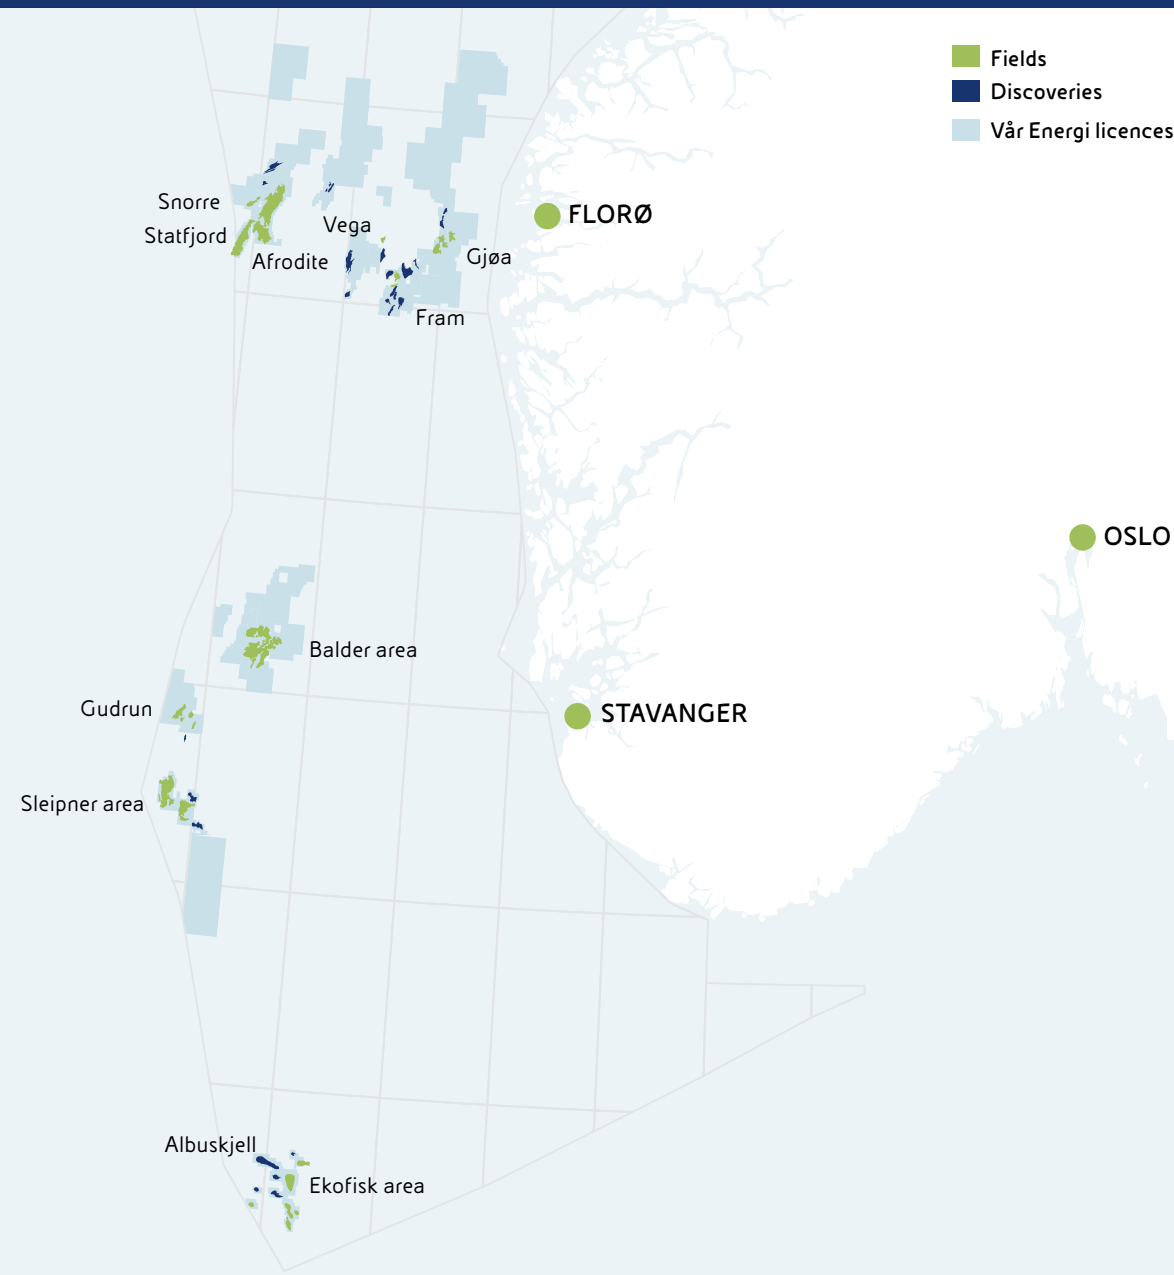 Fields
Discoveries
Vår Energi licences
Snorre
Statfjord
Vega
Afrodite
Gjøa
Fram
FLORØ
OSLO
Balder area
Gudrun
STAVANGER
Sleipner area
Albuskjell
Ekofisk area